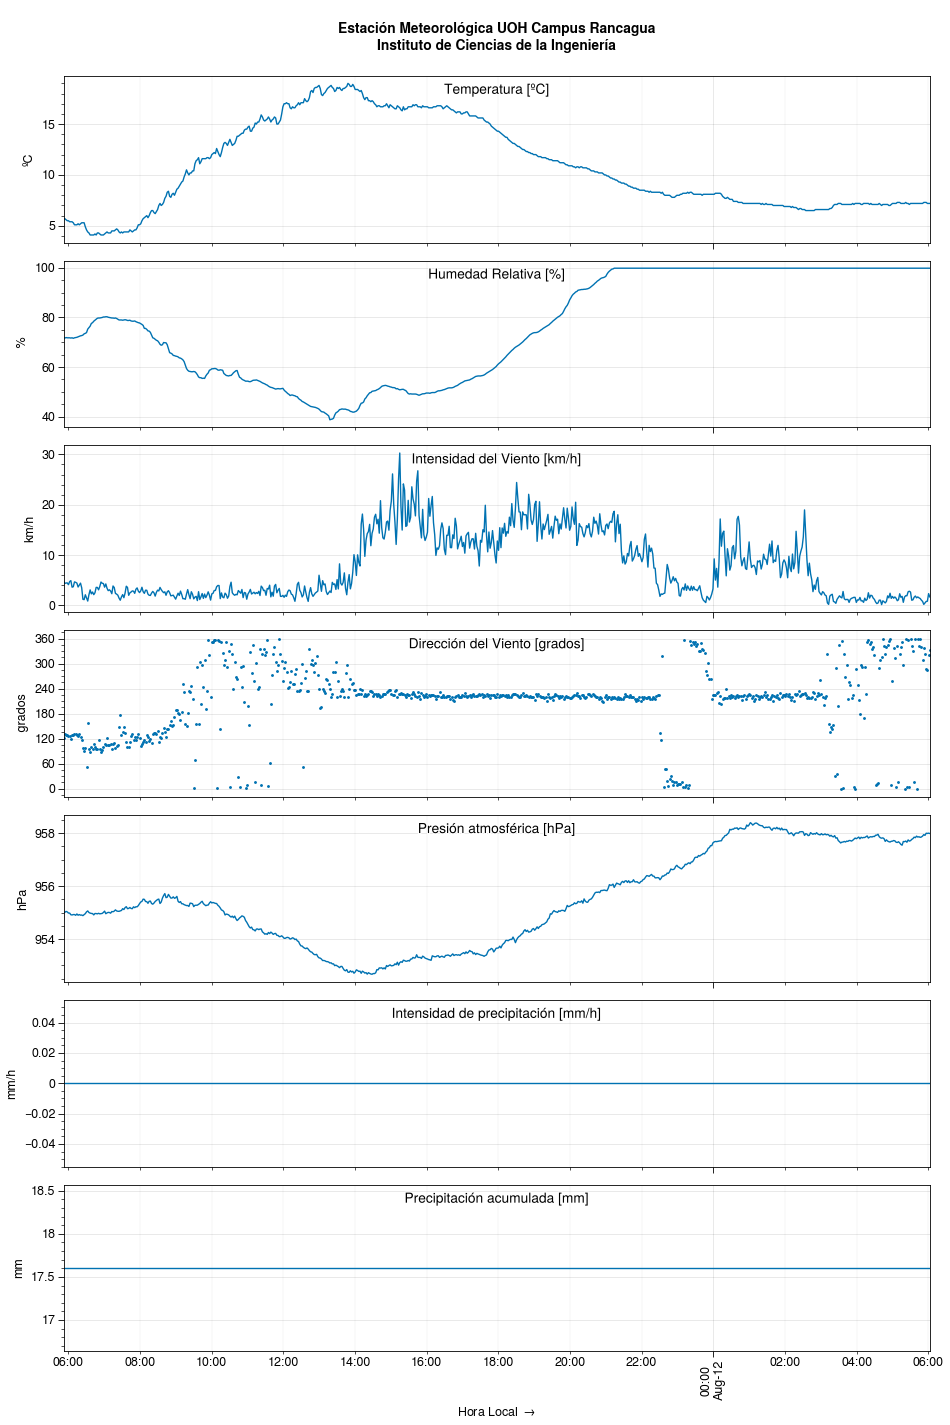 Estación Meteorológica UOH Campus Rancagua
Instituto de Ciencias de la Ingeniería
Temperatura [ºC]
ºC
15
10
5
Humedad Relativa [%]
%
100
80
60
40
Intensidad del Viento [km/h]
km/h
30
20
10
0
Dirección del Viento [grados]
grados
360
300
240
180
120
60
0
Presión atmosférica [hPa]
hPa
958
956
954
Intensidad de precipitación [mm/h]
mm/h
0.04
0.02
0
−0.02
−0.04
Precipitación acumulada [mm]
mm
18.5
18
17.5
17
06:00 08:00 10:00 12:00 14:00 16:00 18:00 20:00 22:00 00:00 02:00 04:00 06:00
Aug-12
Hora Local →